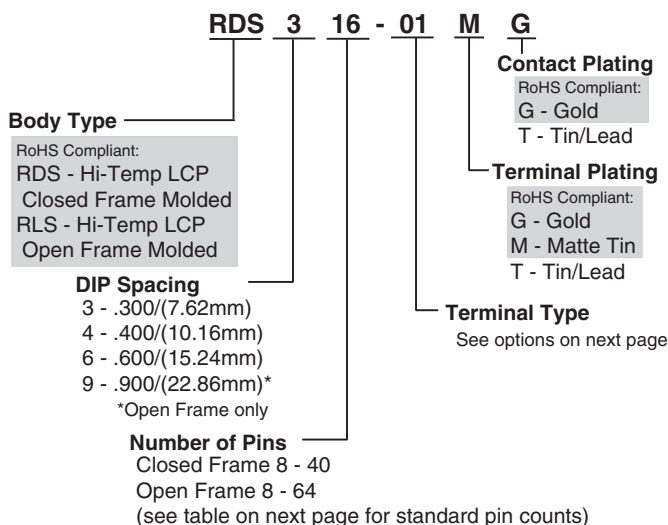 RDS 3 16 - 01 M G
Contact Plating
RoHS Compliant:
G - Gold
T - Tin/Lead
Body Type
RoHS Compliant:
RDS - Hi-Temp LCP
Closed Frame Molded
RLS - Hi-Temp LCP
Open Frame Molded
Terminal Plating
RoHS Compliant:
G - Gold
M - Matte Tin
T - Tin/Lead
DIP Spacing
3 - .300/(7.62mm)
4 - .400/(10.16mm)
6 - .600/(15.24mm)
9 - .900/(22.86mm)*
*Open Frame only
Terminal Type
See options on next page
Number of Pins
Closed Frame 8 - 40
Open Frame 8 - 64
(see table on next page for standard pin counts)